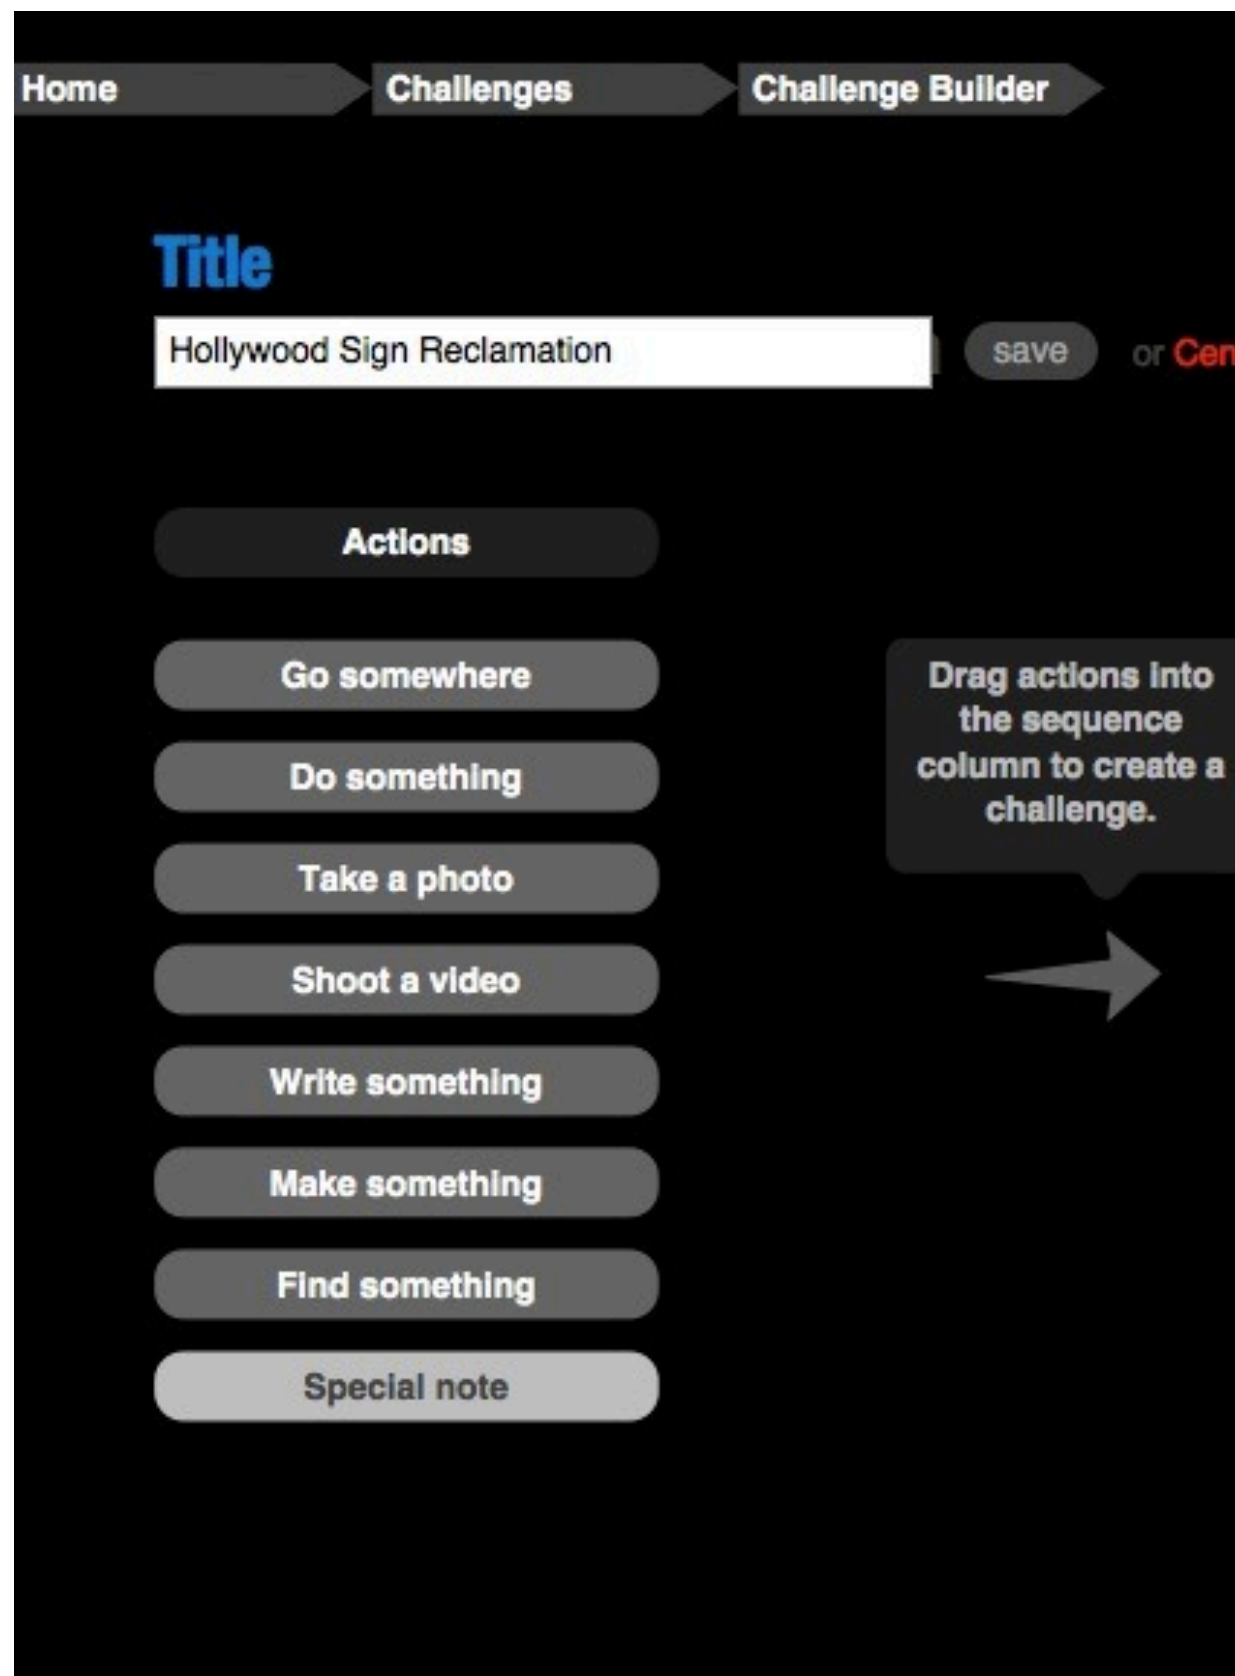 Home Challenges Challenge Builder
Title
Hollywood Sign Reclamation save or
Actions
Go somewhere
Do something
Take a photo
Shoot a video
Write something
Make something
Find something
Special note
Drag actions into
the sequence
column to create a
challenge.